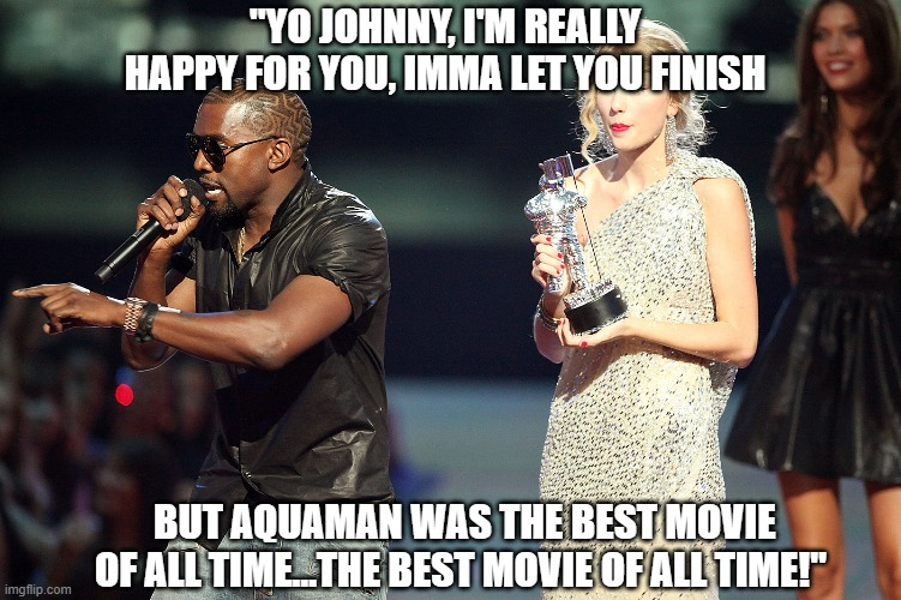 "YO JOHNNY, I'M REALLY
HAPPY FOR YOU, IMMA LET YOU FINISH
BUT AQUAMAN WAS THE BEST MOVIE
OF ALL TIME...THE BEST MOVIE OF ALL TIME!"
imgflip.com